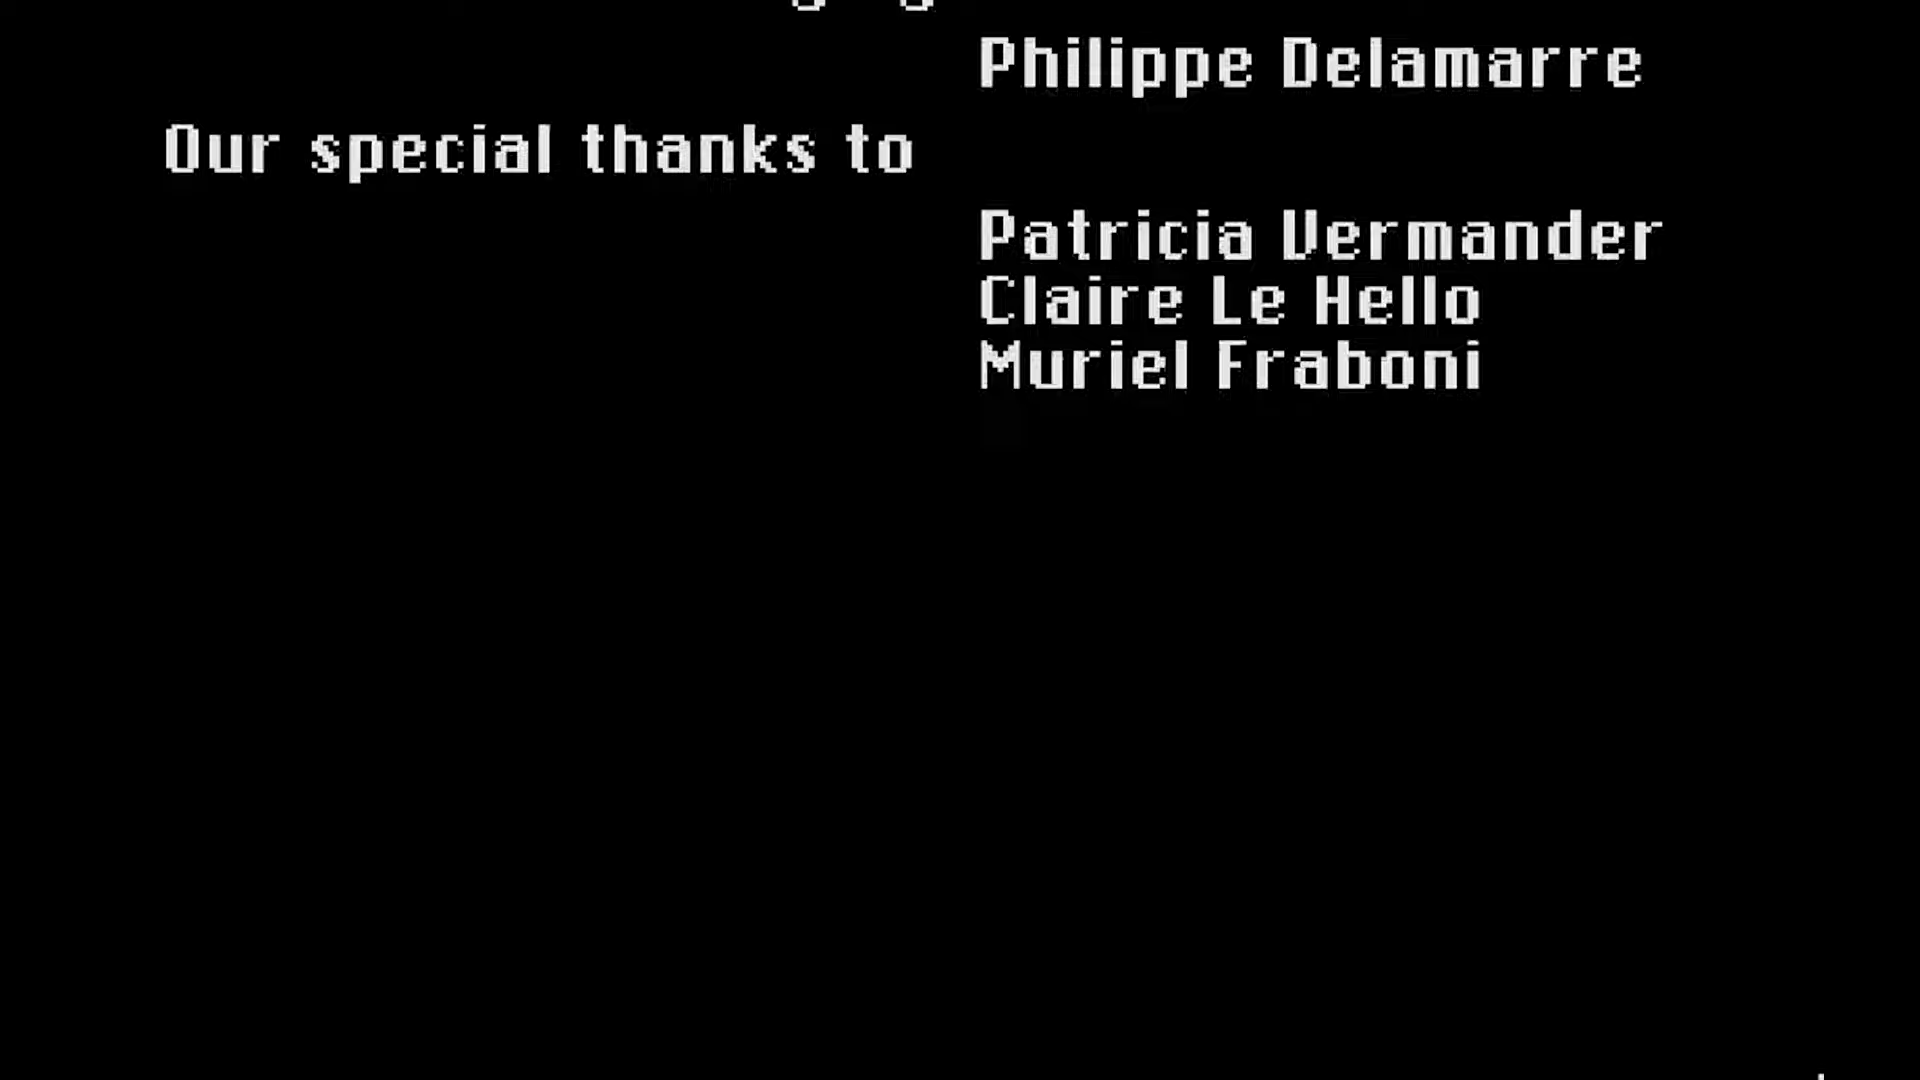 Philippe Delamarre
Our special thanks to
Patricia Vermander
Claire Le Hello
Muriel Fraboni